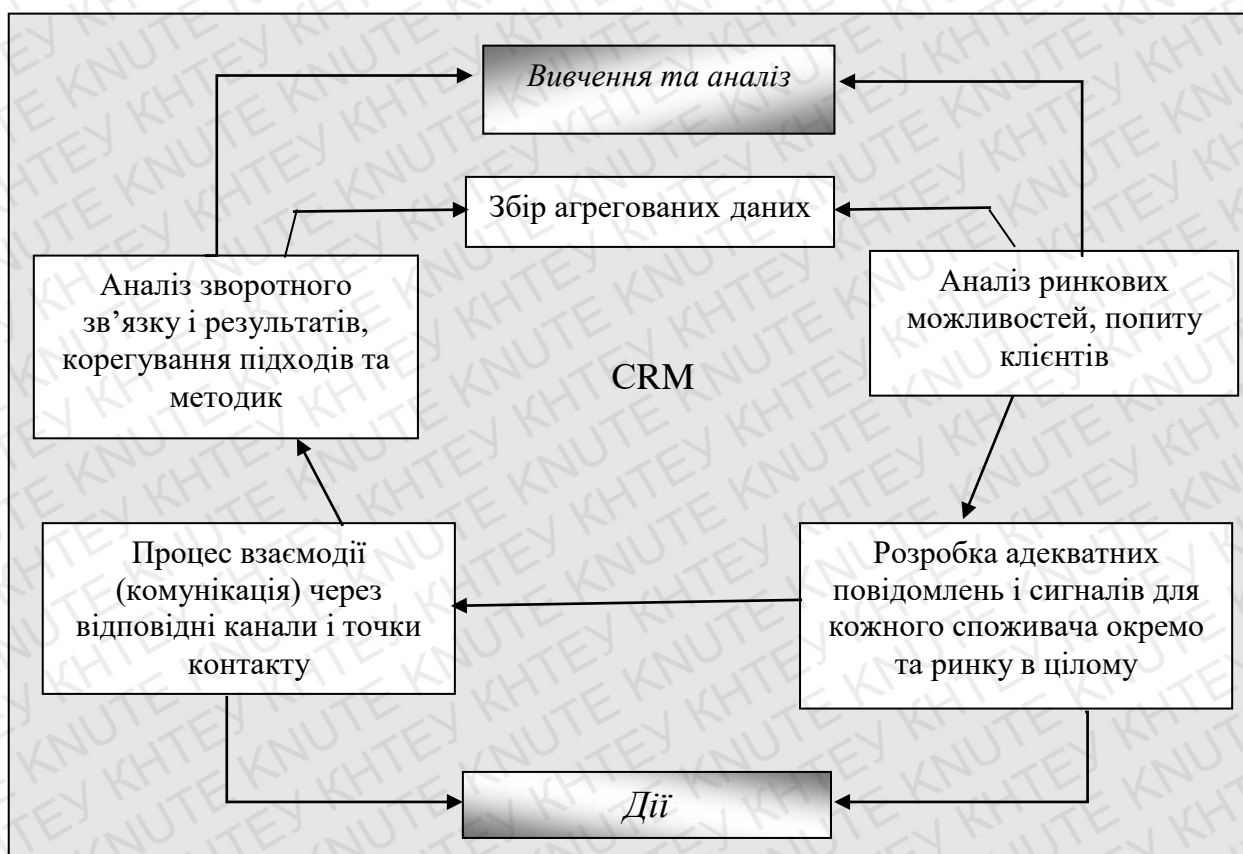 Вивчення та аналіз
Збір агрегованих даних
Аналіз зворотного
зв’язку і результатів,
корегування підходів та
методик
Аналіз ринкових
можливостей, попиту
клієнтів
CRM
Процес взаємодії
(комунікація) через
відповідні канали і точки
контакту
Розробка адекватних
повідомлень і сигналів для
кожного споживача окремо
та ринку в цілому
Дії
KNUTE КНТЕУ